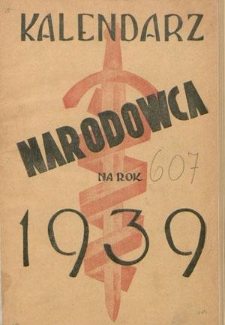 KALENDARZ
NARODOWCA
NA ROK 607
1939